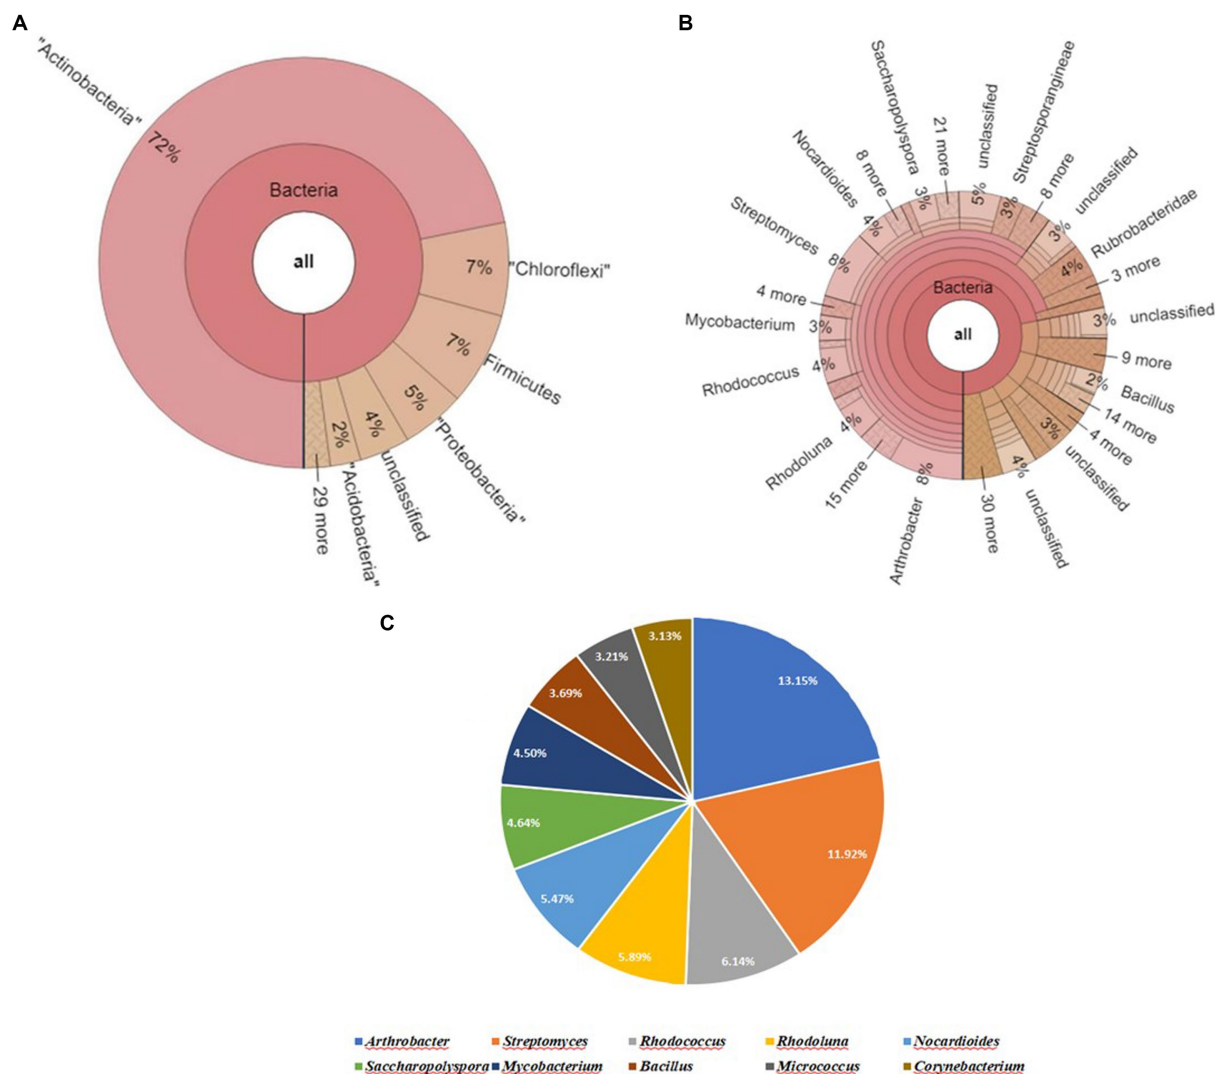 A
"Actinobacteria"
72%
Bacteria
all
7%
"Chloroflexi"
7%
Firmicutes
5%
"Proteobacteria"
4%
unclassified
2%
"Acidobacteria"
29 more
B
Saccharopolyspora
3%
21 more
unclassified
5%
Streptosporangineae
3%
8 more
unclassified
3%
Rubrobacteridae
4%
3 more
3%
unclassified
9 more
2%
Bacillus
14 more
4 more
3%
unclassified
4%
unclassified
30 more
8%
Arthrobacter
15 more
4%
Rhodoluna
4%
Rhodococcus
3%
Mycobacterium
4 more
8%
Streptomyces
4%
Nocardioides
8 more
Bacteria
all
C
3.13%
13.15%
3.21%
3.69%
4.50%
4.64%
11.92%
5.47%
5.89%
6.14%
Arthrobacter Streptomyces Rhodococcus Rhodoluna Nocardioides
Saccharopolyspora Mycobacterium Bacillus Micrococcus Corynebacterium